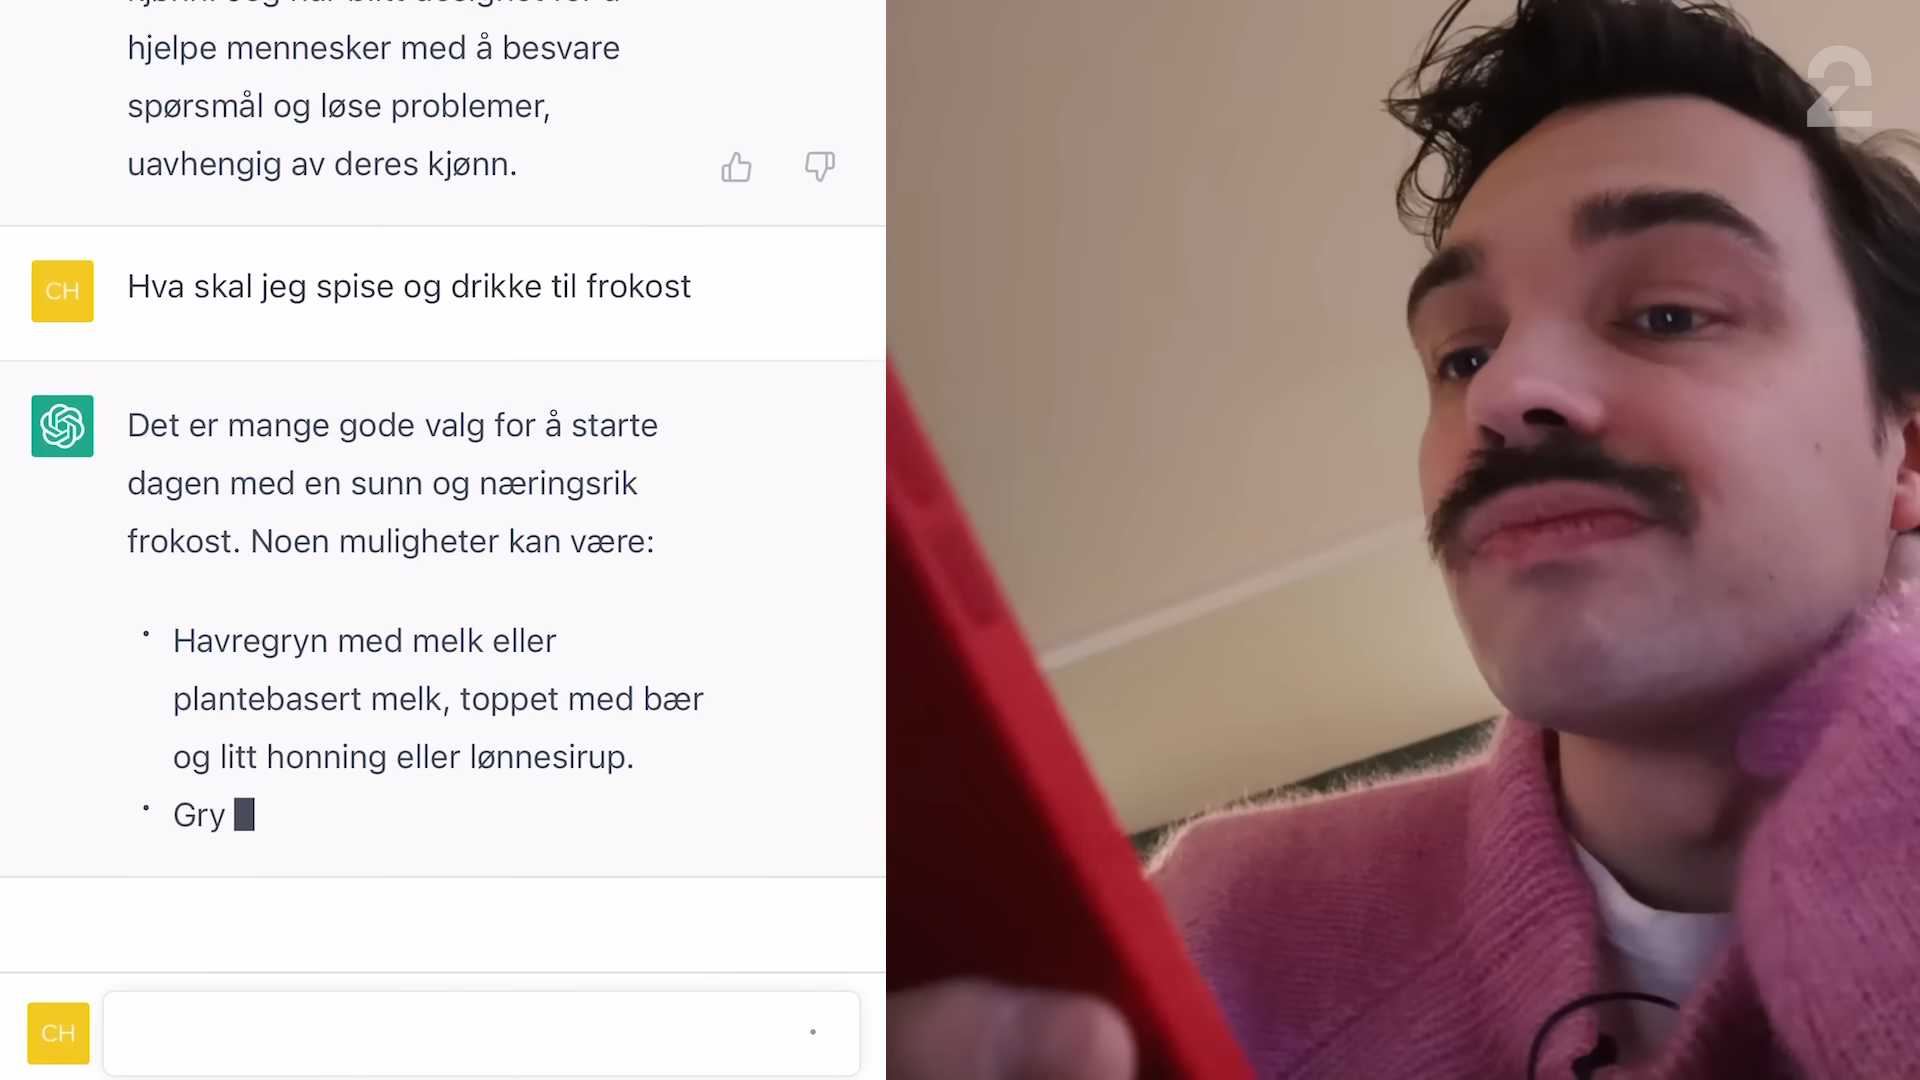 hjelpe mennesker med å besvare
spørsmål og løse problemer,
uavhengig av deres kjønn.
CH
Hva skal jeg spise og drikke til frokost
Det er mange gode valg for å starte
dagen med en sunn og næringsrik
frokost. Noen muligheter kan være:
• Havregryn med melk eller
plantebasert melk, toppet med bær
og litt honning eller lønnesirup.
• Gry
CH
2